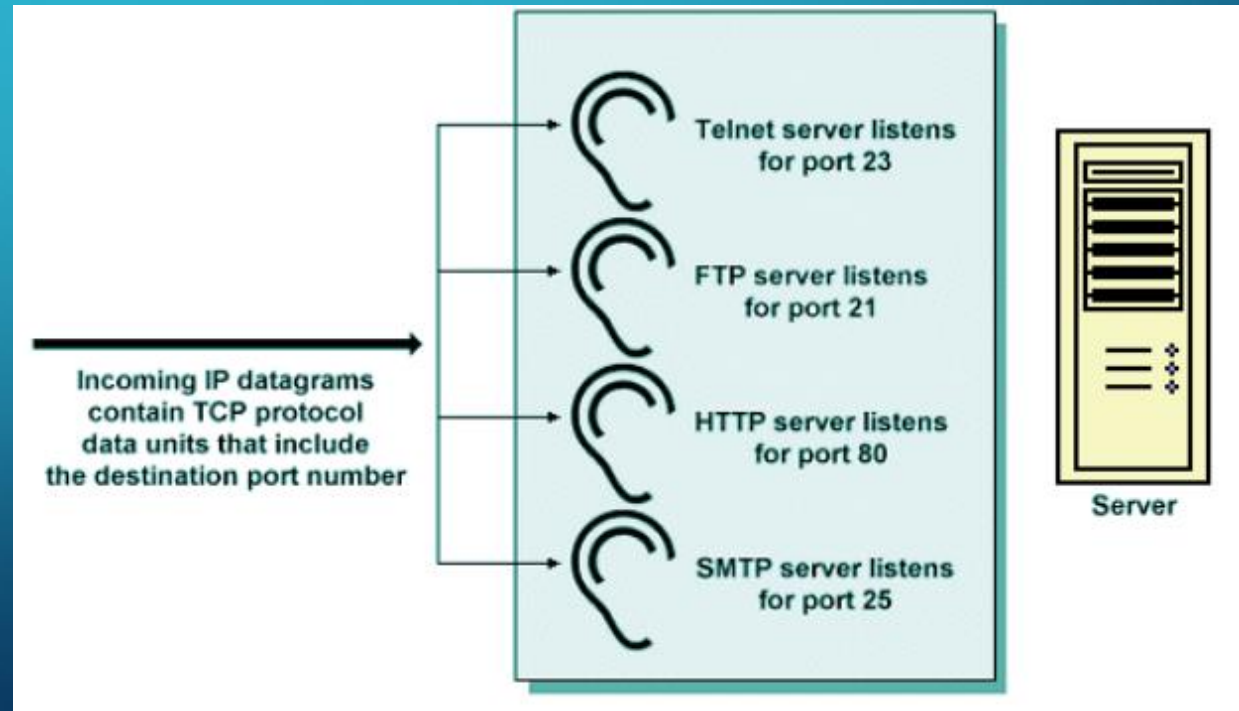 Incoming IP datagrams
contain TCP protocol
data units that include
the destination port number
Telnet server listens
for port 23
FTP server listens
for port 21
HTTP server listens
for port 80
SMTP server listens
for port 25
Server